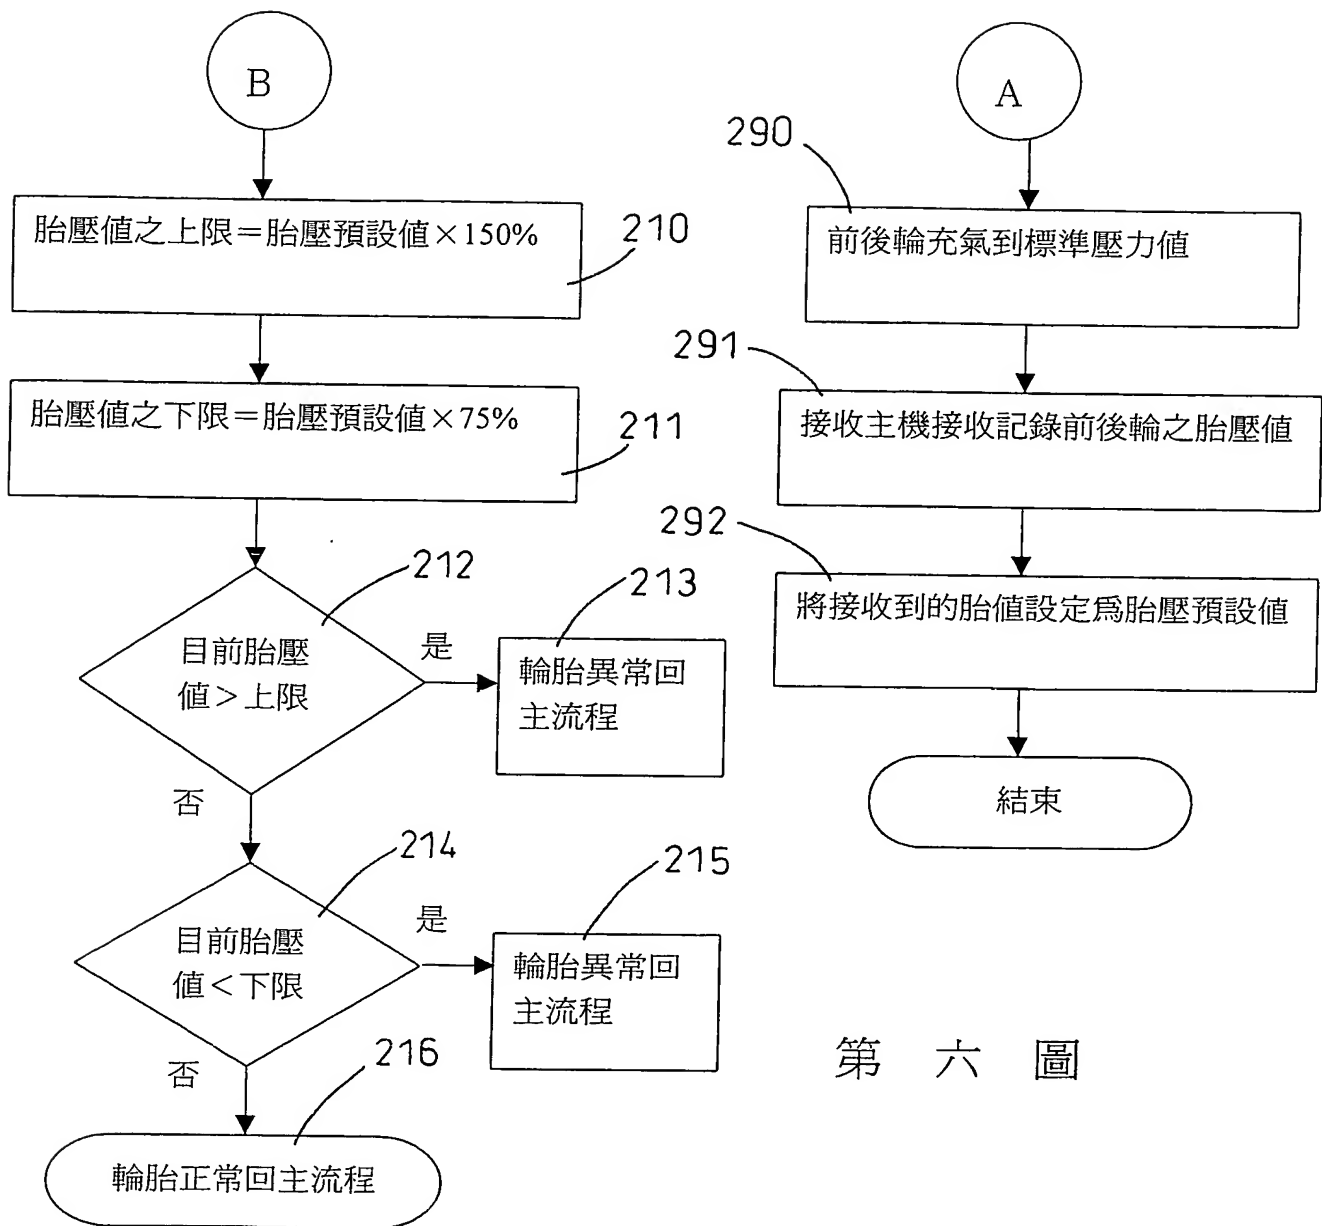 B
胎壓值之上限＝胎壓預設值×150%
210
胎壓值之下限＝胎壓預設值×75%
211
212
目前胎壓
值＞上限
是
213
輪胎異常回
主流程
否
214
目前胎壓
值＜下限
是
215
輪胎異常回
主流程
否
216
輪胎正常回主流程
A
290
前後輪充氣到標準壓力值
291
接收主機接收記錄前後輪之胎壓值
292
將接收到的胎值設定爲胎壓預設值
結束
第六圖